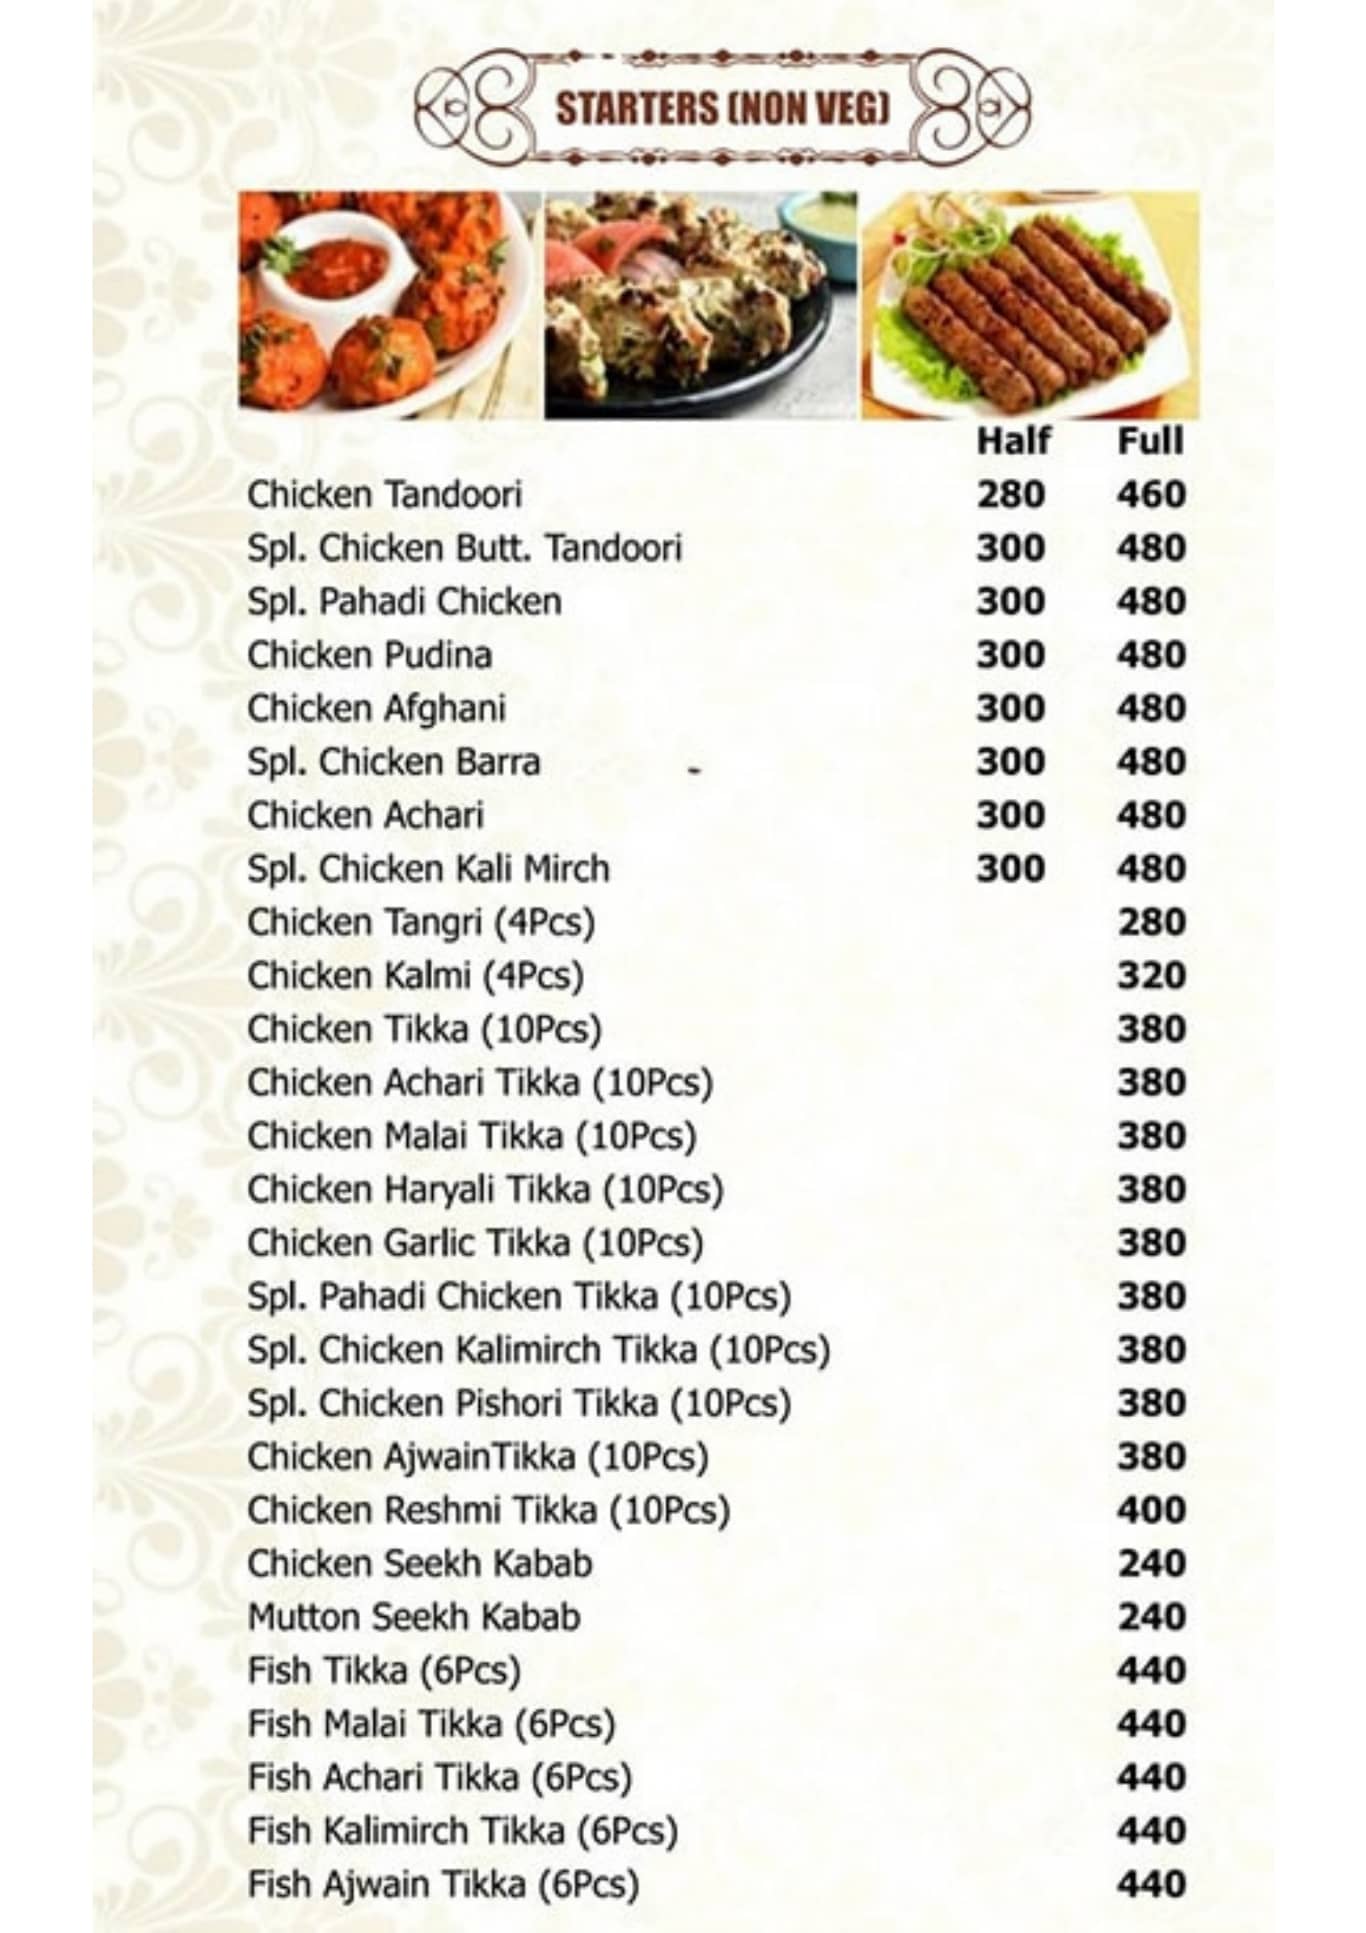 STARTERS (NON VEG)
Half Full
Chicken Tandoori 280 460
Spl. Chicken Butt. Tandoori 300 480
Spl. Pahadi Chicken 300 480
Chicken Pudina 300 480
Chicken Afghani 300 480
Spl. Chicken Barra 300 480
Chicken Achari 300 480
Spl. Chicken Kali Mirch 300 480
Chicken Tangri (4Pcs) 280
Chicken Kalmi (4Pcs) 320
Chicken Tikka (10Pcs) 380
Chicken Achari Tikka (10Pcs) 380
Chicken Malai Tikka (10Pcs) 380
Chicken Haryali Tikka (10Pcs) 380
Chicken Garlic Tikka (10Pcs) 380
Spl. Pahadi Chicken Tikka (10Pcs) 380
Spl. Chicken Kalimirch Tikka (10Pcs) 380
Spl. Chicken Pishori Tikka (10Pcs) 380
Chicken AjwainTikka (10Pcs) 380
Chicken Reshmi Tikka (10Pcs) 400
Chicken Seekh Kabab 240
Mutton Seekh Kabab 240
Fish Tikka (6Pcs) 440
Fish Malai Tikka (6Pcs) 440
Fish Achari Tikka (6Pcs) 440
Fish Kalimirch Tikka (6Pcs) 440
Fish Ajwain Tikka (6Pcs) 440